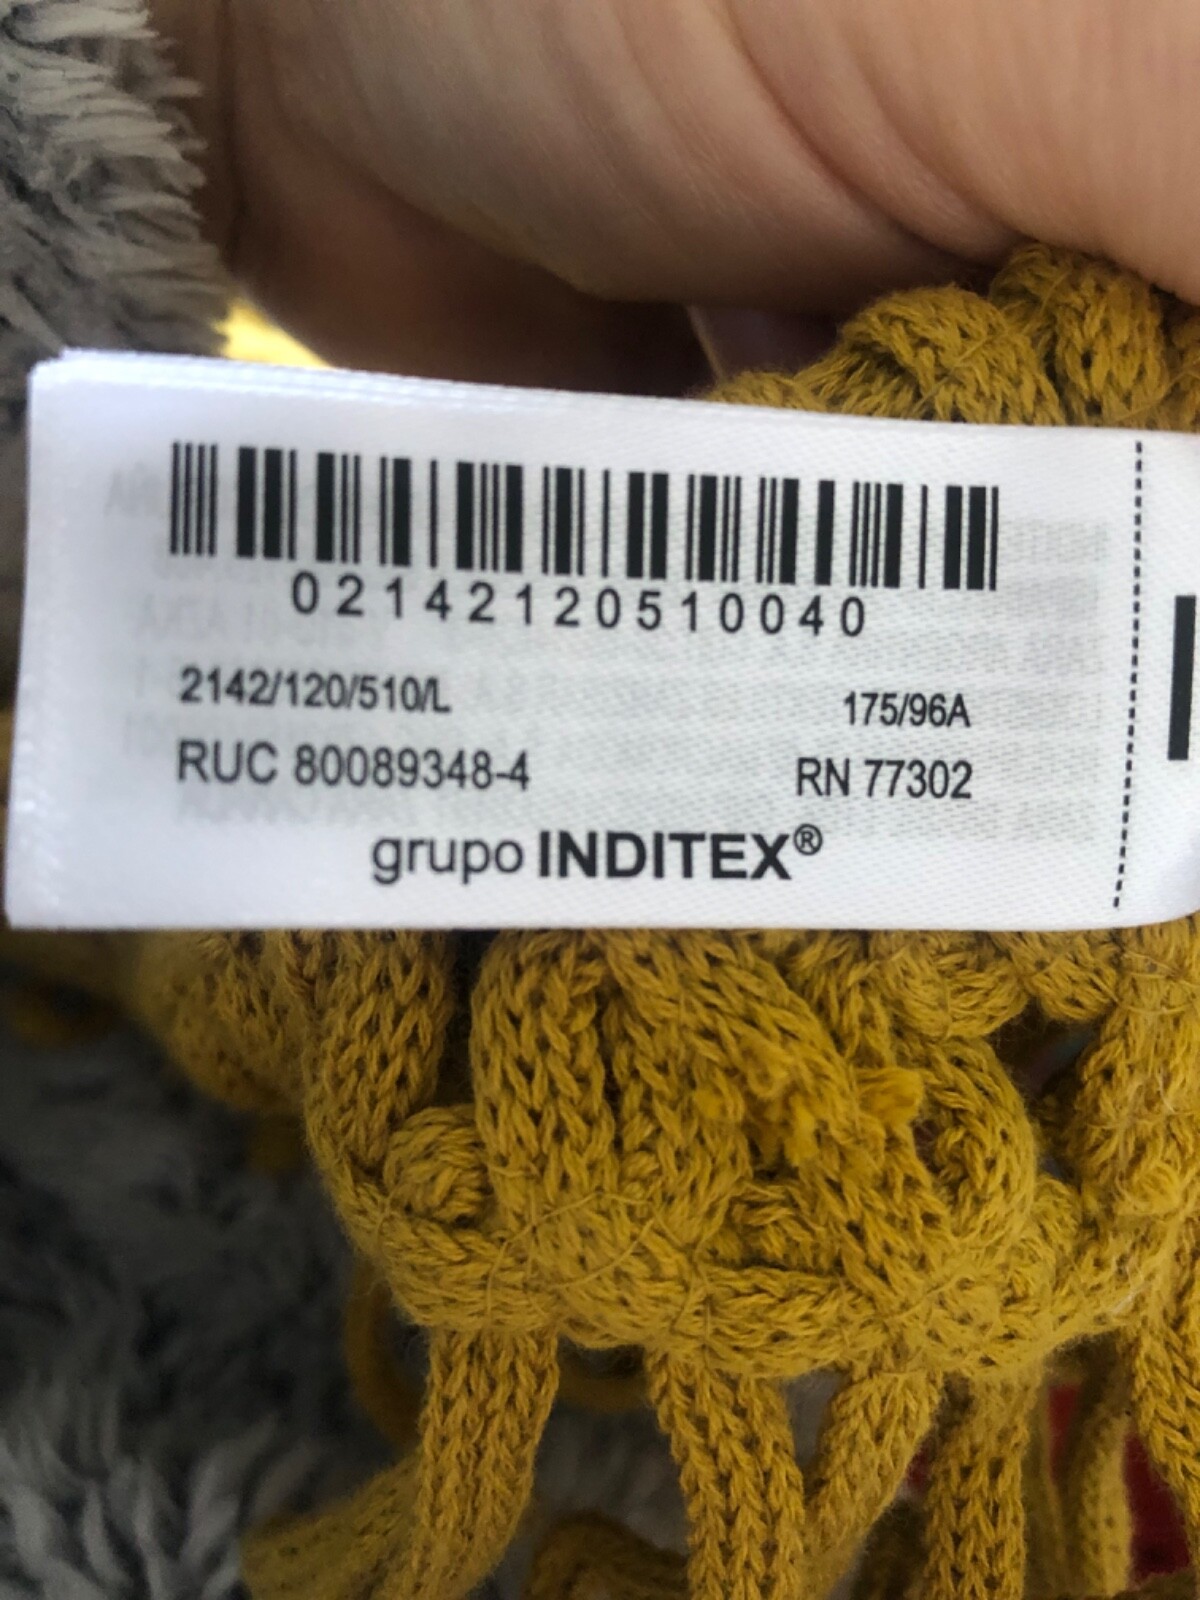 02142120510040
2142/120/510/L 175/96A
RUC 80089348-4 RN 77302
grupo INDITEX®